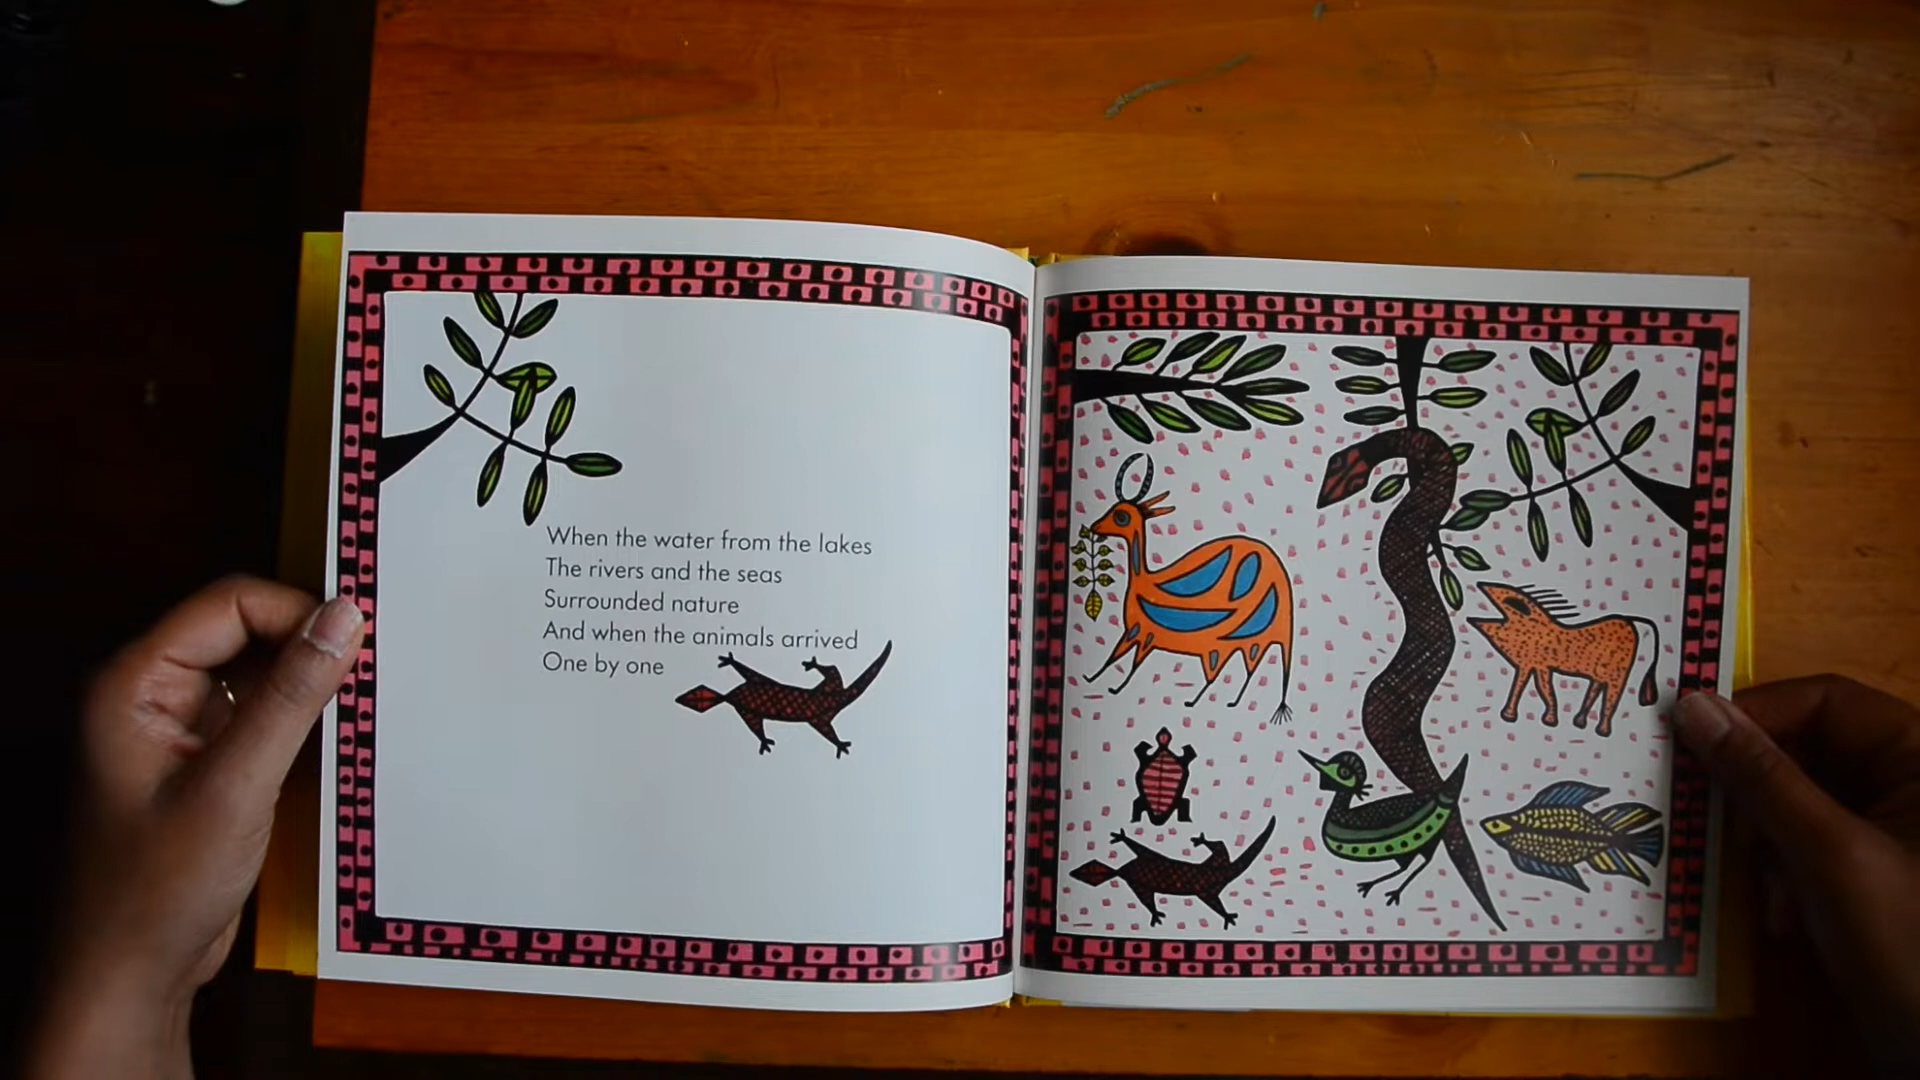 When the water from the lakes
The rivers and the seas
Surrounded nature
And when the animals arrived
One by one